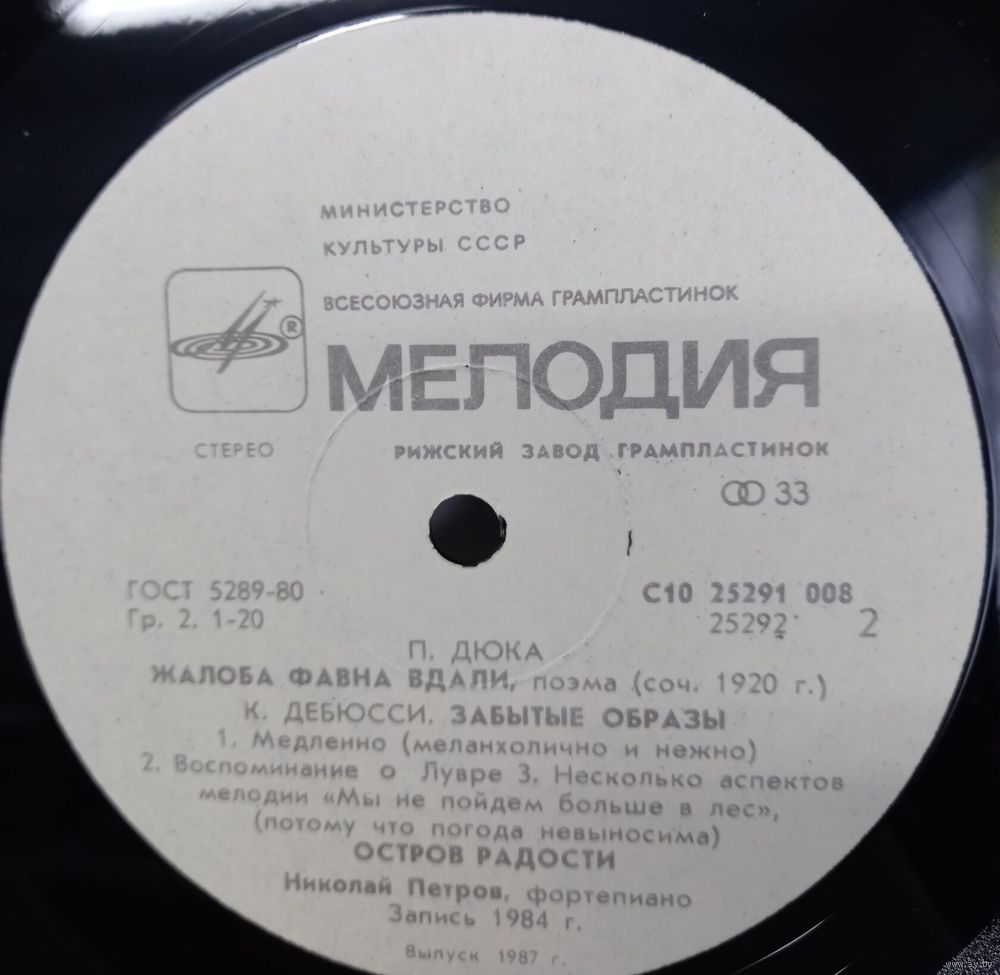 МИНИСТЕРСТВО
КУЛЬТУРЫ СССР
ВСЕСОЮЗНАЯ ФИРМА ГРАМПЛАСТИНОК
®
МЕЛОДИЯ
СТЕРЕО
РИЖСКИЙ ЗАВОД ГРАМПЛАСТИНОК
33
ГОСТ 5289-80
Гр. 2. 1-20
С10 25291 008
25292 2
П. ДЮКА
ЖАЛОБА ФАВНА ВДАЛИ, поэма (соч. 1920 г.)
К. ДЕБЮССИ. ЗАБЫТЫЕ ОБРАЗЫ
1. Медленно (меланхолично и нежно)
2. Воспоминание о Лувре 3. Несколько аспектов
мелодии «Мы не пойдем больше в лес»,
(потому что погода невыносима)
ОСТРОВ РАДОСТИ
Николай Петров, фортепиано
Запись 1984 г.
Выпуск 1987 г.
www.ay.by